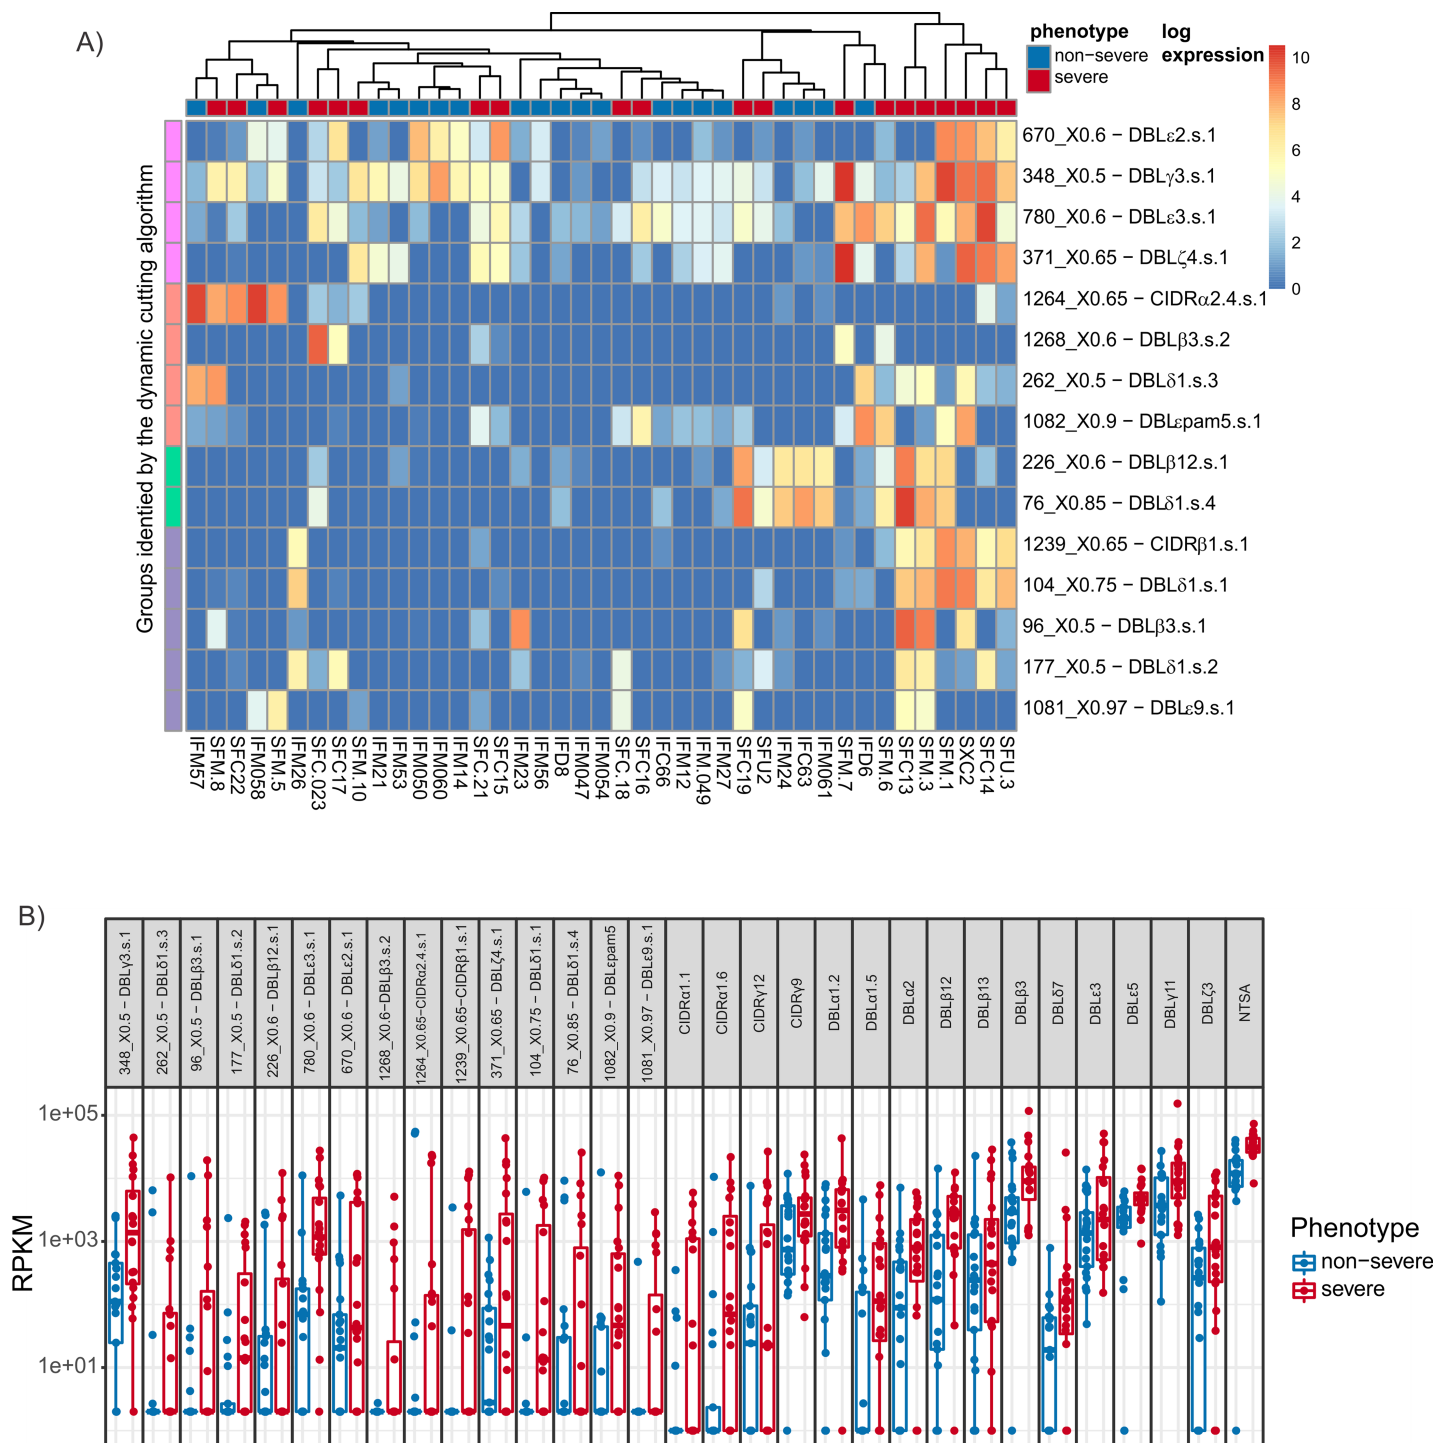 A)
phenotype
non-severe
severe
log
expression
10
8
6
4
2
0
Groups identied by the dynamic cutting algorithm
670_X0.6 − DBLε2.s.1
348_X0.5 − DBLγ3.s.1
780_X0.6 − DBLε3.s.1
371_X0.65 − DBLζ4.s.1
1264_X0.65 − CIDRα2.4.s.1
1268_X0.6 − DBLβ3.s.2
262_X0.5 − DBLδ1.s.3
1082_X0.9 − DBLεpam5.s.1
226_X0.6 − DBLβ12.s.1
76_X0.85 − DBLδ1.s.4
1239_X0.65 − CIDRβ1.s.1
104_X0.75 − DBLδ1.s.1
96_X0.5 − DBLβ3.s.1
177_X0.5 − DBLδ1.s.2
1081_X0.97 − DBLε9.s.1
IFM57
SFM.8
SFC22
IFM058
SFM.5
IFM26
SFC.023
SFC.17
SFM.10
IFM21
IFM53
IFM050
IFM060
IFM14
SFC.21
SFC15
IFM23
IFM56
IFD8
IFM047
IFM054
SFC.18
SFC16
IFC66
IFM12
IFM.049
IFM27
SFC19
SFU2
IFM24
IFC63
IFM061
SFM.7
IFD6
SFM.6
SFC13
SFM.3
SFM.1
SXC2
SFC14
SFU.3
B)
348_X0.5 − DBLγ3.s.1
262_X0.5 − DBLδ1.s.3
96_X0.5 − DBLβ3.s.1
177_X0.5 − DBLδ1.s.2
226_X0.6 − DBLβ12.s.1
780_X0.6 − DBLε3.s.1
670_X0.6 − DBLε2.s.1
1268_X0.6−DBLβ3.s.2
1264_X0.65−CIDRα2.4.s.1
1239_X0.65−CIDRβ1.s.1
371_X0.65 − DBLζ4.s.1
104_X0.75 − DBLδ1.s.1
76_X0.85 − DBLδ1.s.4
1082_X0.9 − DBLεpam5
1081_X0.97 − DBLε9.s.1
CIDRα1.1
CIDRα1.6
CIDRγ12
CIDRγ9
DBLα1.2
DBLα1.5
DBLα2
DBLβ12
DBLβ13
DBLβ3
DBLδ7
DBLε3
DBLε5
DBLγ11
DBLζ3
NTSA
1e+05
1e+03
1e+01
RPKM
Phenotype
non−severe
severe